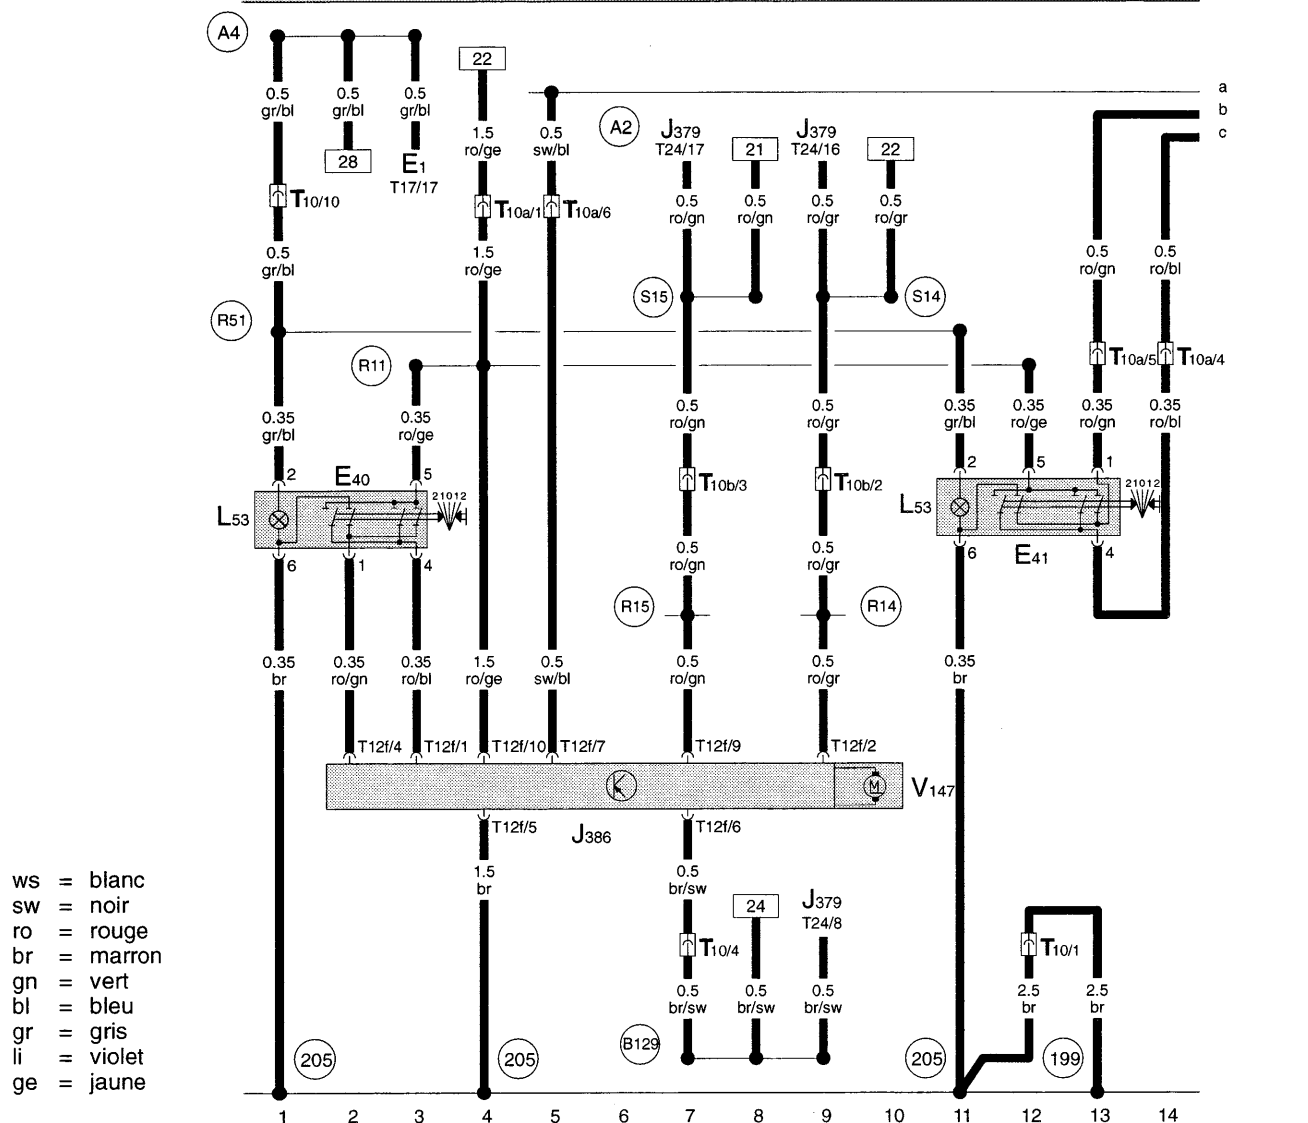 A4
22
a
b
c
0.5 gr/bl
0.5 gr/bl
0.5 gr/bl
1.5 ro/ge
0.5 sw/bl
A2
J379 T24/17
21
J379 T24/16
22
28
E1
T17/17
T10/10
T10a/1
T10a/6
0.5 ro/gn
0.5 ro/gn
0.5 ro/gr
0.5 ro/gr
0.5 gr/bl
1.5 ro/ge
0.5 ro/gn
0.5 ro/bl
S15
S14
R51
R11
T10a/5
T10a/4
0.35 gr/bl
0.35 ro/ge
0.5 ro/gn
0.5 ro/gr
0.35 gr/bl
0.35 ro/ge
0.35 ro/gn
0.35 ro/bl
2
E40
5
T10b/3
T10b/2
2
5
1
21012
21012
L53
L53
6
1
4
6
E41
4
0.5 ro/gn
0.5 ro/gr
R15
R14
0.35 br
0.35 ro/gn
0.35 ro/bl
1.5 ro/ge
0.5 sw/bl
0.5 ro/gn
0.5 ro/gr
0.35 br
T12f/4
T12f/1
T12f/10
T12f/7
T12f/9
T12f/2
M
V147
T12f/5
J386
T12f/6
1.5 br
0.5 br/sw
24
J379 T24/8
T10/4
T10/1
0.5 br/sw
0.5 br/sw
0.5 br/sw
2.5 br
2.5 br
205
205
B129
205
199
ws = blanc
sw = noir
ro = rouge
br = marron
gn = vert
bl = bleu
gr = gris
li = violet
ge = jaune
1 2 3 4 5 6 7 8 9 10 11 12 13 14